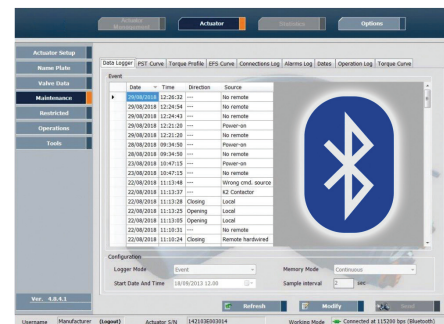 Actuator Management Actuator Statistics Options
Actuator Setup
Name Plate
Valve Data
Maintenance
Restricted
Operations
Tools
Data Logger PST Curve Torque Profile EFS Curve Connections Log Alarms Log Dates Operation Log Torque Curve
Event
Date Time Direction Source
29/08/2018 12:26:32 --- No remote
29/08/2018 12:24:54 --- No remote
29/08/2018 12:24:43 --- No remote
29/08/2018 12:21:20 --- Power-on
29/08/2018 12:21:20 --- No remote
28/08/2018 09:34:50 --- Power-on
28/08/2018 09:34:50 --- No remote
23/08/2018 10:47:15 --- Power-on
23/08/2018 10:47:15 --- No remote
22/08/2018 11:13:48 --- Wrong cmd. source
22/08/2018 11:13:37 --- K2 Contactor
22/08/2018 11:13:28 Closing Local
22/08/2018 11:13:25 Opening Local
22/08/2018 11:13:05 Opening Local
22/08/2018 11:10:31 --- No remote
22/08/2018 11:10:24 Closing Remote hardwired
Configuration
Logger Mode Event Memory Mode Continuous
Start Date And Time 18/09/2013 12.00 Sample interval 2 sec
Ver. 4.0.4.1
Refresh Modify Send
Username Manufacturer (Logout) Actuator S/N 142103E003014 Working Mode Connected at 115200 bps (Bluetooth)